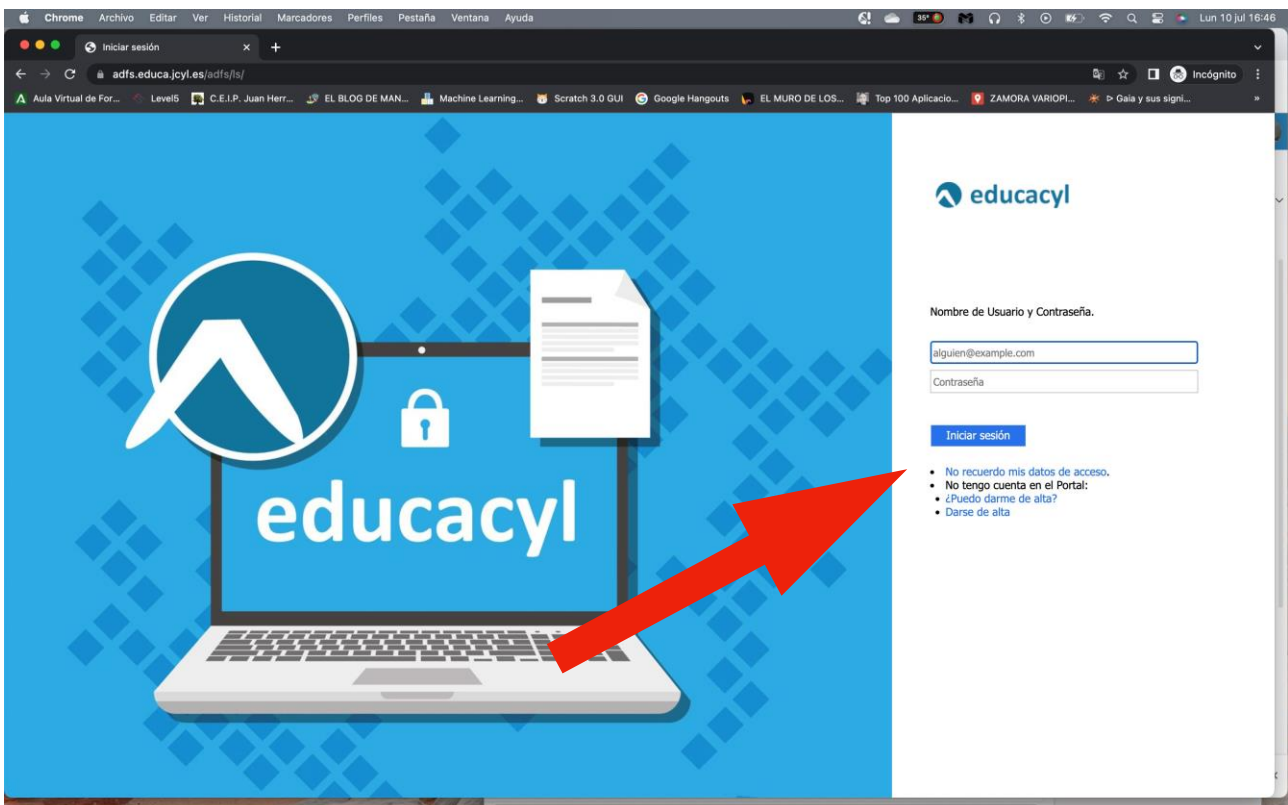 Chrome Archivo Editar Ver Historial Marcadores Perfiles Pestaña Ventana Ayuda 35° Lun 10 jul 16:46
Iniciar sesión
adfs.educa.jcyl.es/adfs/ls/ Incógnito
Aula Virtual de For... Level5 C.E.I.P. Juan Herr... EL BLOG DE MAN... Machine Learning... Scratch 3.0 GUI Google Hangouts EL MURO DE LOS... Top 100 Aplicacio... ZAMORA VARIOPI... ⊳ Gaia y sus signi... »
educacyl
educacyl
Nombre de Usuario y Contraseña.
alguien@example.com
Contraseña
Iniciar sesión
• No recuerdo mis datos de acceso.
• No tengo cuenta en el Portal:
• ¿Puedo darme de alta?
• Darse de alta